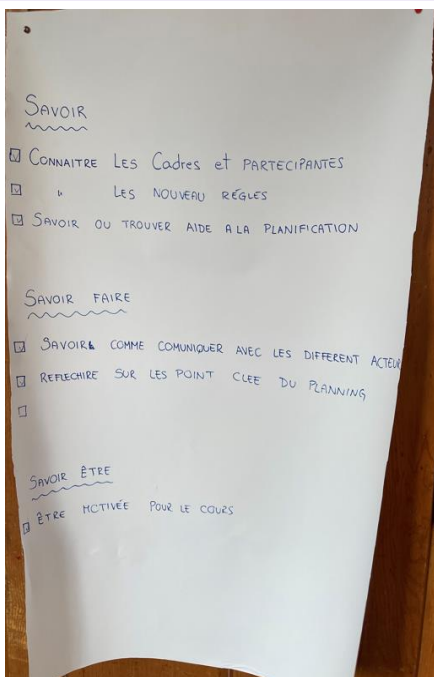 SAVOIR
☑ CONNAITRE LES Cadres et PARTECIPANTES
☑ " LES NOUVEAU RÉGLES
☑ SAVOIR OU TROUVER AIDE A LA PLANIFICATION
SAVOIR FAIRE
☑ SAVOIR COMME COMUNIQUER AVEC LES DIFFERENT ACTEUR
☑ REFLECHIRE SUR LES POINT CLEE DU PLANNING
☐
SAVOIR ÊTRE
☑ ÊTRE MOTIVÉE POUR LE COURS